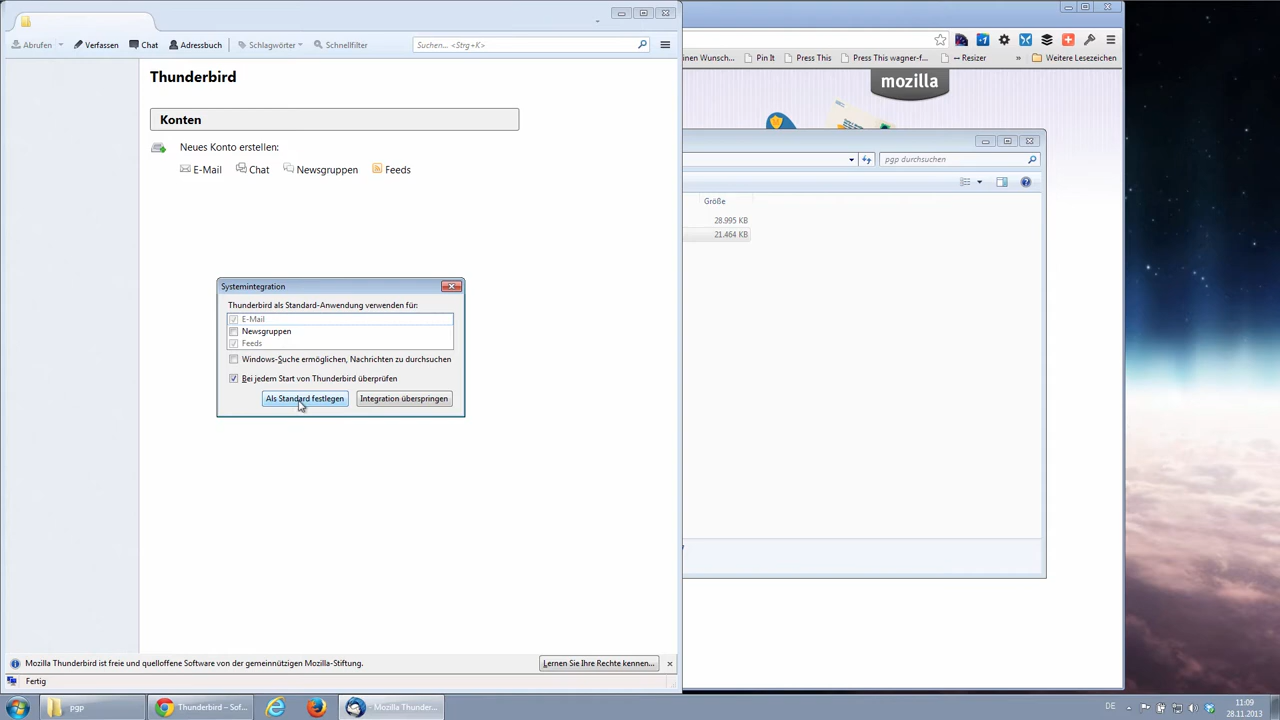 Abrufen
Verfassen
Chat
Adressbuch
Schlagwörter
Schnellfilter
Suchen... <Strg+K>
Thunderbird
Konten
Neues Konto erstellen:
E-Mail
Chat
Newsgruppen
Feeds
Systemintegration
Thunderbird als Standard-Anwendung verwenden für:
E-Mail
Newsgruppen
Feeds
Windows-Suche ermöglichen, Nachrichten zu durchsuchen
Bei jedem Start von Thunderbird überprüfen
Als Standard festlegen
Integration überspringen
Mozilla Thunderbird ist freie und quelloffene Software von der gemeinnützigen Mozilla-Stiftung.
Lernen Sie Ihre Rechte kennen...
Fertig
inen Wunsch...
Pin It
Press This
Press This wagner-f...
-- Resizer
»
Weitere Lesezeichen
mozilla
pgp durchsuchen
Größe
28.995 KB
21.464 KB
pgp
Thunderbird – Sof...
- Mozilla Thunder...
DE
11:09
28.11.2013